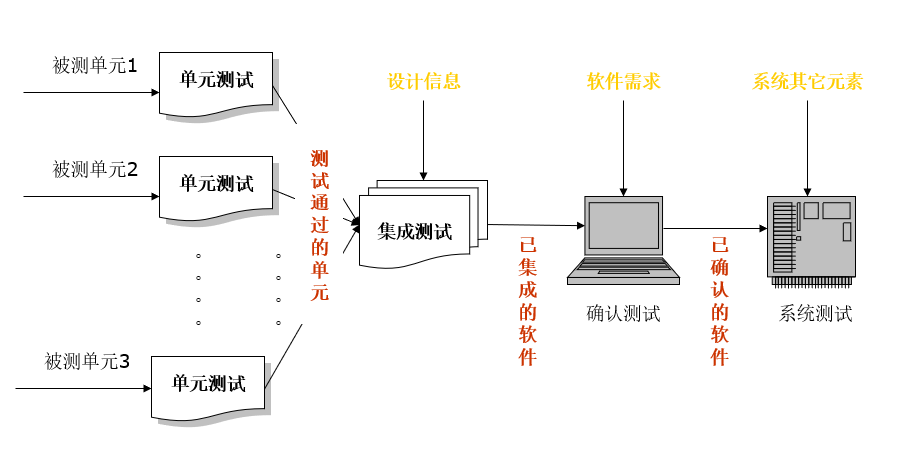 被测单元1
单元测试
被测单元2
单元测试
被测单元3
单元测试
测试通过的单元
设计信息
集成测试
已集成的软件
软件需求
确认测试
已确认的软件
系统其它元素
系统测试